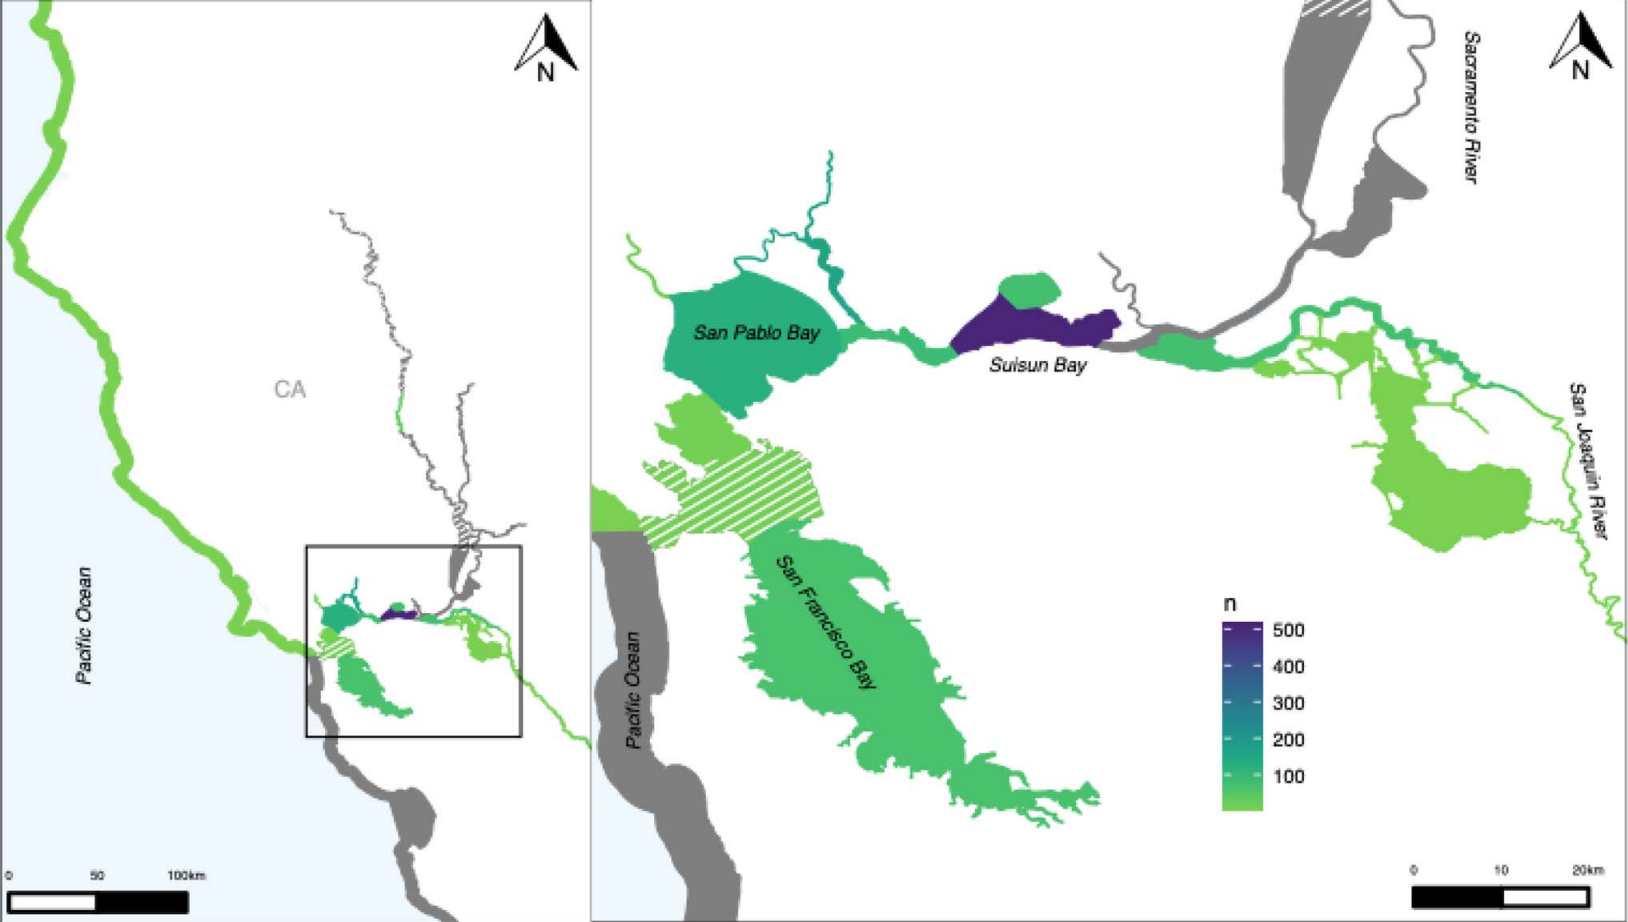 N
CA
Pacific Ocean
0 50 100km
N
Sacramento River
San Pablo Bay
Suisun Bay
San Joaquin River
San Francisco Bay
Pacific Ocean
n
500
400
300
200
100
0 10 20km